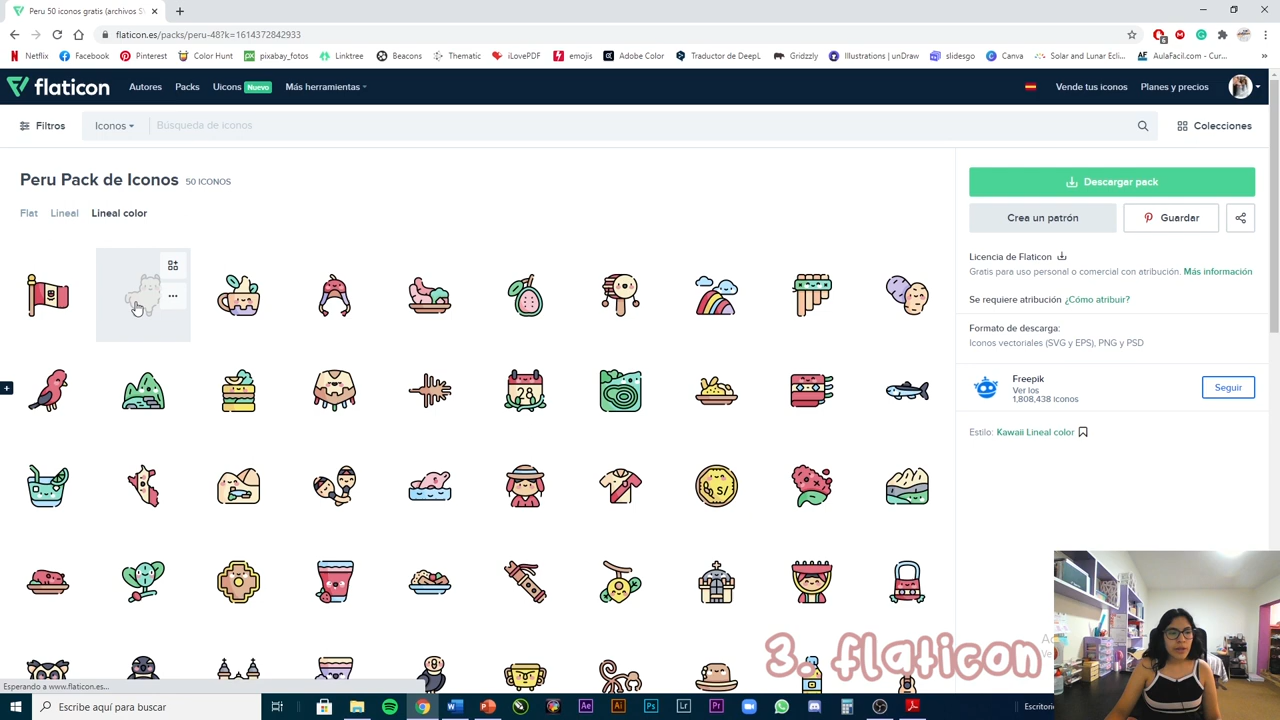 Peru 50 iconos gratis (archivos S
flaticon.es/packs/peru-48?k=1614372842933
Netflix Facebook Pinterest Color Hunt pixabay_fotos Linktree Beacons Thematic iLovePDF emojis Adobe Color Traductor de DeepL Gridzzly Illustrations | unDraw slidesgo Canva Solar and Lunar Ecli... AulaFacil.com - Cur...
flaticon Autores Packs Uicons Nuevo Más herramientas Vende tus iconos Planes y precios
Filtros Iconos Búsqueda de iconos Colecciones
Peru Pack de Iconos 50 ICONOS
Flat Lineal Lineal color
Descargar pack
Crea un patrón Guardar
Licencia de Flaticon
Gratis para uso personal o comercial con atribución. Más información
Se requiere atribución ¿Cómo atribuir?
Formato de descarga:
Iconos vectoriales (SVG y EPS), PNG y PSD
Freepik
Ver los
1,808,438 iconos
Seguir
Estilo: Kawaii Lineal color
28
S/
3. flaticon
Esperando a www.flaticon.es...
Escribe aquí para buscar
Escritorio